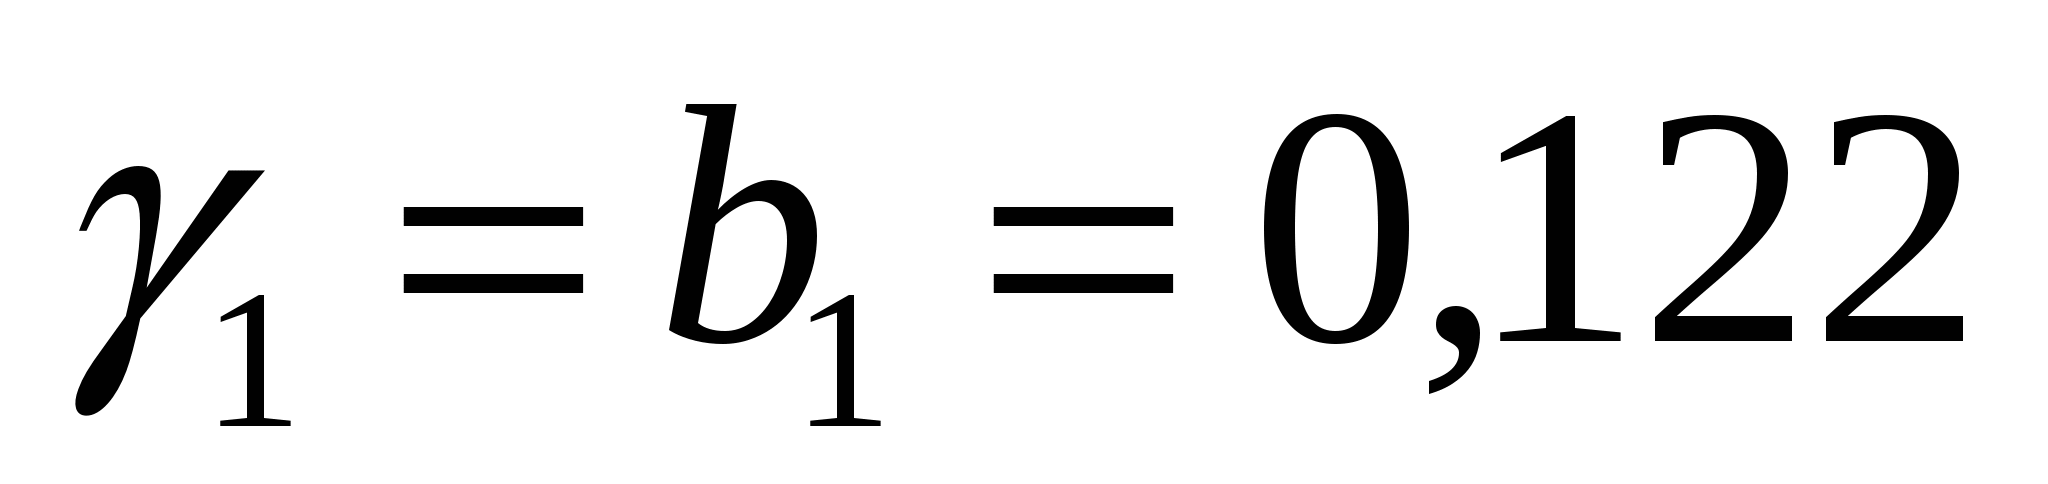 γ₁ = b₁ = 0,122